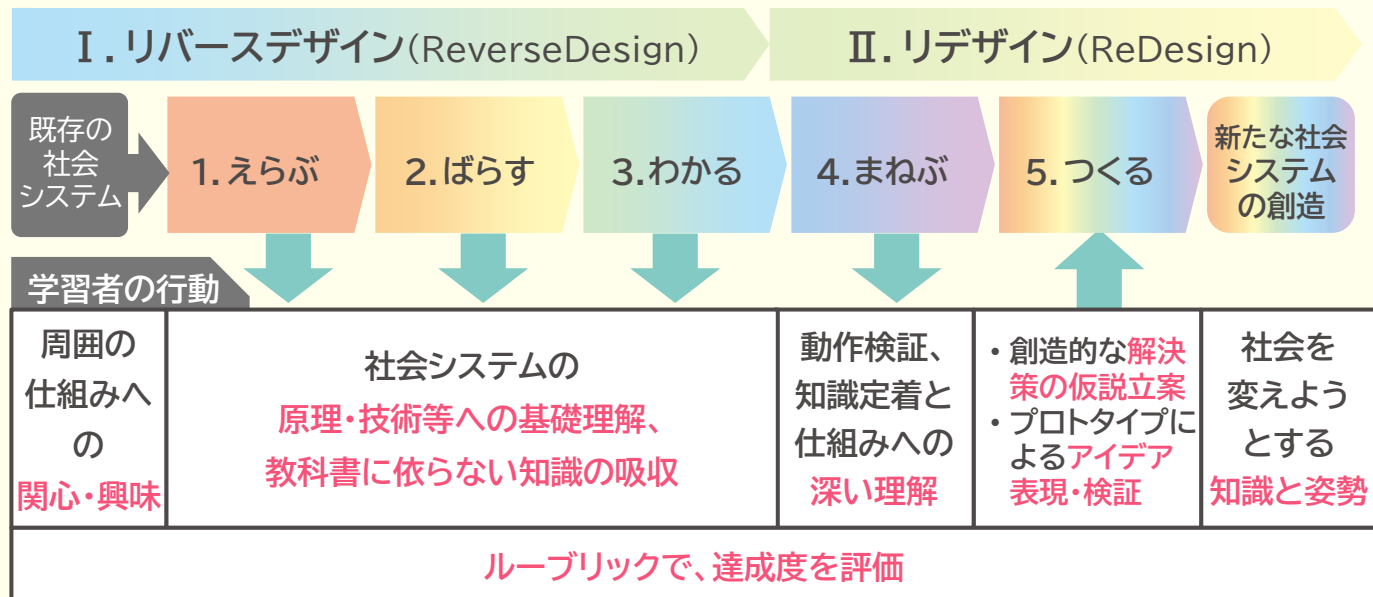 Ⅰ.リバースデザイン(ReverseDesign)
Ⅱ.リデザイン(ReDesign)
既存の
社会
システム
1.えらぶ
2.ばらす
3.わかる
4.まねぶ
5.つくる
新たな社会
システム
の創造
学習者の行動
周囲の
仕組みへ
の
関心・興味
社会システムの
原理・技術等への基礎理解、
教科書に依らない知識の吸収
動作検証、
知識定着と
仕組みへの
深い理解
・創造的な解決
策の仮説立案
・プロトタイプに
よるアイデア
表現・検証
社会を
変えよう
とする
知識と姿勢
ルーブリックで、達成度を評価